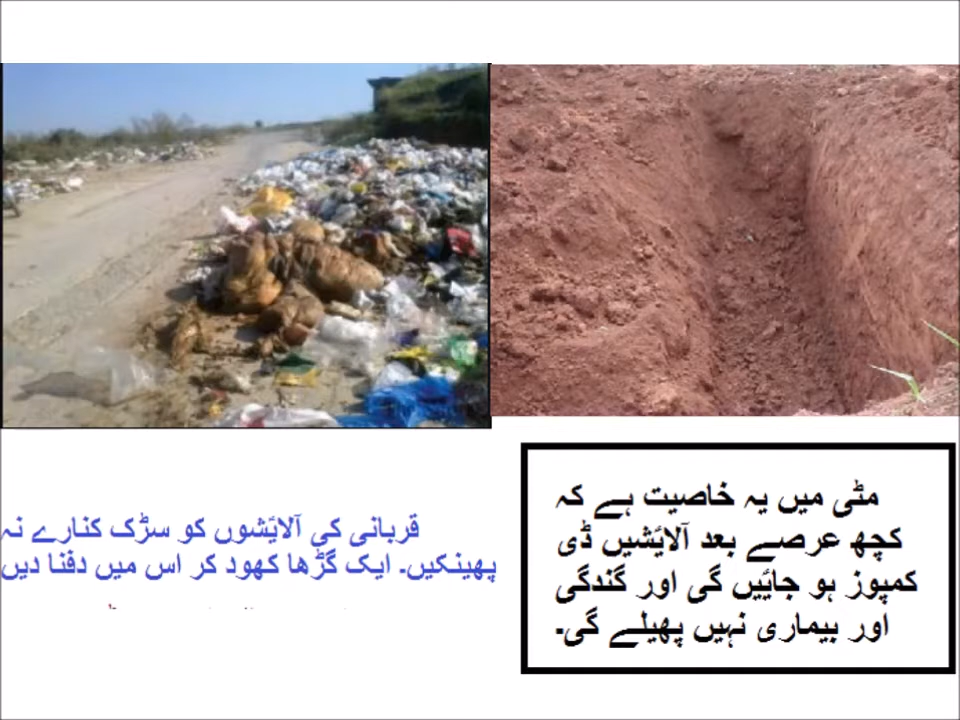 قربانی کی آلائشوں کو سڑک کنارے نہ
پھینکیں۔ ایک گڑھا کھود کر اس میں دفنا دیں
مٹی میں یہ خاصیت ہے کہ
کچھ عرصے بعد آلائشیں ڈی
کمپوز ہو جائیں گی اور گندگی
اور بیماری نہیں پھیلے گی۔